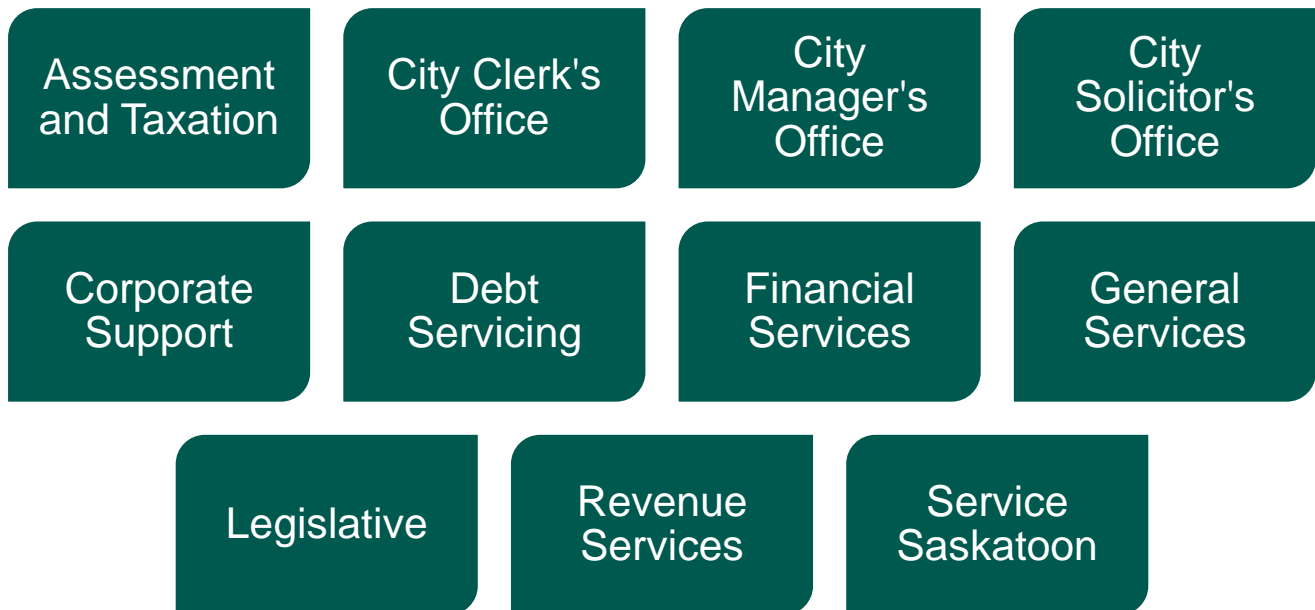 Assessment
and Taxation
City Clerk's
Office
City
Manager's
Office
City
Solicitor's
Office
Corporate
Support
Debt
Servicing
Financial
Services
General
Services
Legislative
Revenue
Services
Service
Saskatoon